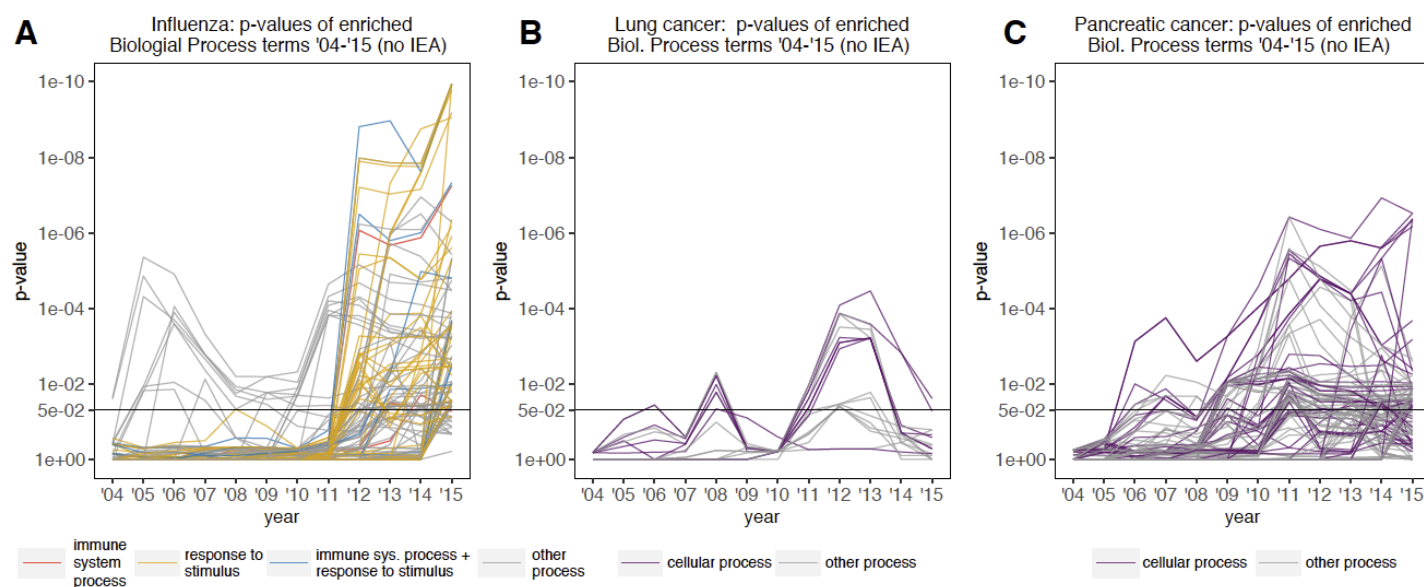 A
Influenza: p-values of enriched
Biologial Process terms '04-'15 (no IEA)
1e-10
1e-08
1e-06
1e-04
1e-02
5e-02
1e+00
p-value
'04 '05 '06 '07 '08 '09 '10 '11 '12 '13 '14 '15
year
immune
system
process
response to
stimulus
immune sys. process +
response to stimulus
other
process
B
Lung cancer: p-values of enriched
Biol. Process terms '04-'15 (no IEA)
1e-10
1e-08
1e-06
1e-04
1e-02
5e-02
1e+00
p-value
'04 '05 '06 '07 '08 '09 '10 '11 '12 '13 '14 '15
year
cellular process
other process
C
Pancreatic cancer: p-values of enriched
Biol. Process terms '04-'15 (no IEA)
1e-10
1e-08
1e-06
1e-04
1e-02
5e-02
1e+00
p-value
'04 '05 '06 '07 '08 '09 '10 '11 '12 '13 '14 '15
year
cellular process
other process